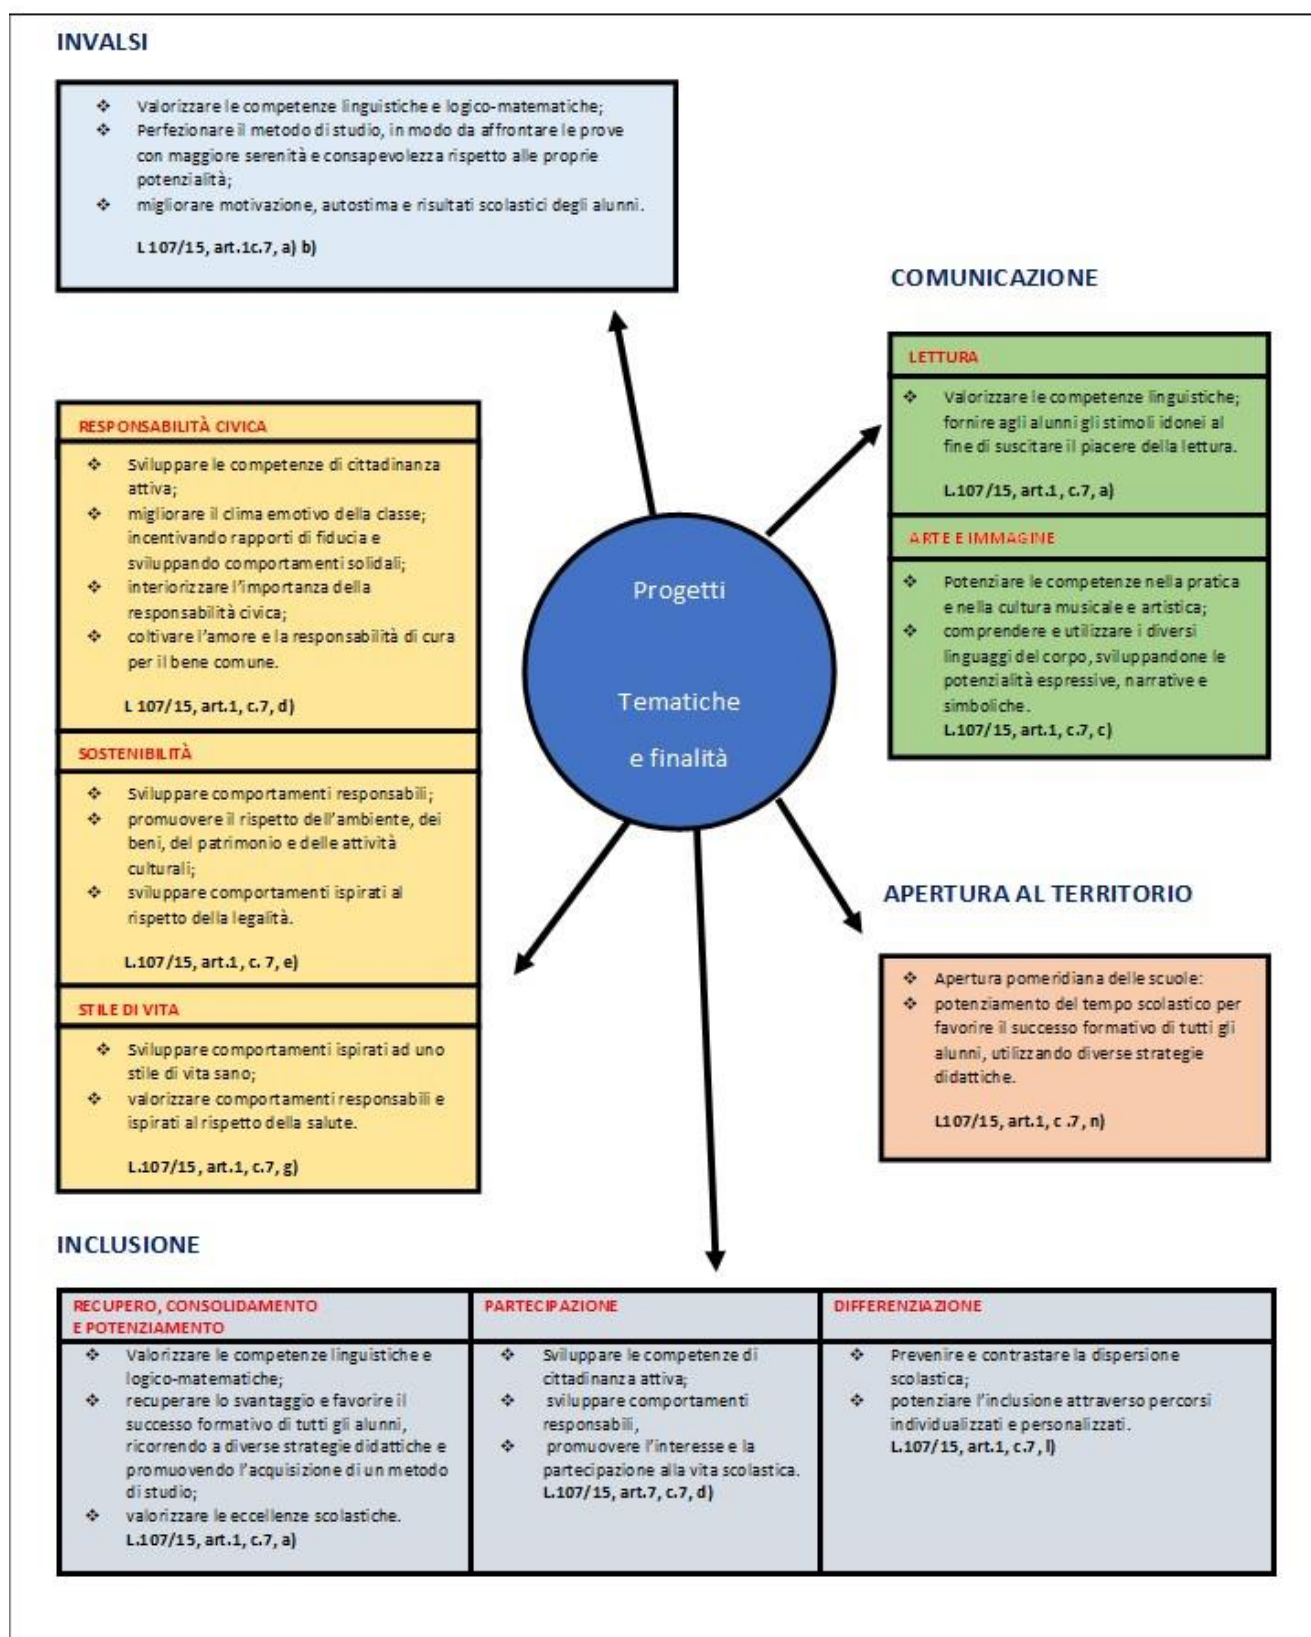 INVALSI
❖ Valorizzare le competenze linguistiche e logico-matematiche;
❖ Perfezionare il metodo di studio, in modo da affrontare le prove
con maggiore serenità e consapevolezza rispetto alle proprie
potenzialità;
❖ migliorare motivazione, autostima e risultati scolastici degli alunni.
L 107/15, art.1c.7, a) b)
COMUNICAZIONE
LETTURA
❖ Valorizzare le competenze linguistiche;
fornire agli alunni gli stimoli idonei al
fine di suscitare il piacere della lettura.
L.107/15, art.1, c.7, a)
ARTE E IMMAGINE
❖ Potenziare le competenze nella pratica
e nella cultura musicale e artistica;
❖ comprendere e utilizzare i diversi
linguaggi del corpo, sviluppandone le
potenzialità espressive, narrative e
simboliche.
L.107/15, art.1, c.7, c)
RESPONSABILITÀ CIVICA
❖ Sviluppare le competenze di cittadinanza
attiva;
❖ migliorare il clima emotivo della classe;
incentivando rapporti di fiducia e
sviluppando comportamenti solidali;
❖ interiorizzare l'importanza della
responsabilità civica;
❖ coltivare l'amore e la responsabilità di cura
per il bene comune.
L 107/15, art.1, c.7, d)
SOSTENIBILITÀ
❖ Sviluppare comportamenti responsabili;
❖ promuovere il rispetto dell'ambiente, dei
beni, del patrimonio e delle attività
culturali;
❖ sviluppare comportamenti ispirati al
rispetto della legalità.
L.107/15, art.1, c. 7, e)
STILE DI VITA
❖ Sviluppare comportamenti ispirati ad uno
stile di vita sano;
❖ valorizzare comportamenti responsabili e
ispirati al rispetto della salute.
L.107/15, art.1, c.7, g)
Progetti
Tematiche
e finalità
APERTURA AL TERRITORIO
❖ Apertura pomeridiana delle scuole:
❖ potenziamento del tempo scolastico per
favorire il successo formativo di tutti gli
alunni, utilizzando diverse strategie
didattiche.
L107/15, art.1, c .7, n)
INCLUSIONE
RECUPERO, CONSOLIDAMENTO
E POTENZIAMENTO
❖ Valorizzare le competenze linguistiche e
logico-matematiche;
❖ recuperare lo svantaggio e favorire il
successo formativo di tutti gli alunni,
ricorrendo a diverse strategie didattiche e
promuovendo l'acquisizione di un metodo
di studio;
❖ valorizzare le eccellenze scolastiche.
L.107/15, art.1, c.7, a)
PARTECIPAZIONE
❖ Sviluppare le competenze di
cittadinanza attiva;
❖ sviluppare comportamenti
responsabili,
❖ promuovere l'interesse e la
partecipazione alla vita scolastica.
L.107/15, art.7, c.7, d)
DIFFERENZIAZIONE
❖ Prevenire e contrastare la dispersione
scolastica;
❖ potenziare l'inclusione attraverso percorsi
individualizzati e personalizzati.
L.107/15, art.1, c.7, l)